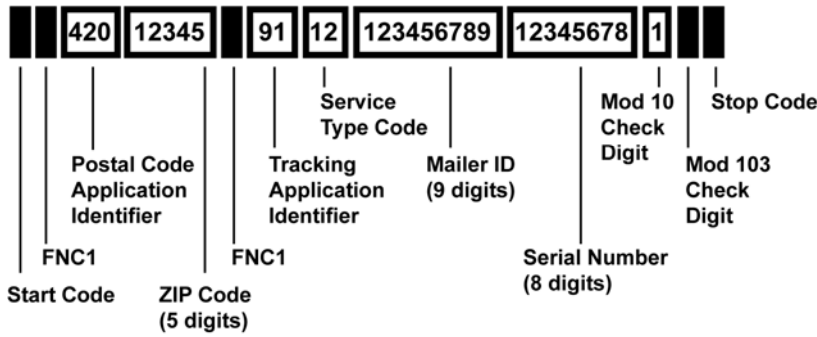 420 12345 91 12 123456789 12345678 1
Service
Type Code
Mod 10
Check
Digit
Stop Code
Postal Code
Application
Identifier
Tracking
Application
Identifier
Mailer ID
(9 digits)
Mod 103
Check
Digit
FNC1
FNC1
Serial Number
(8 digits)
Start Code
ZIP Code
(5 digits)